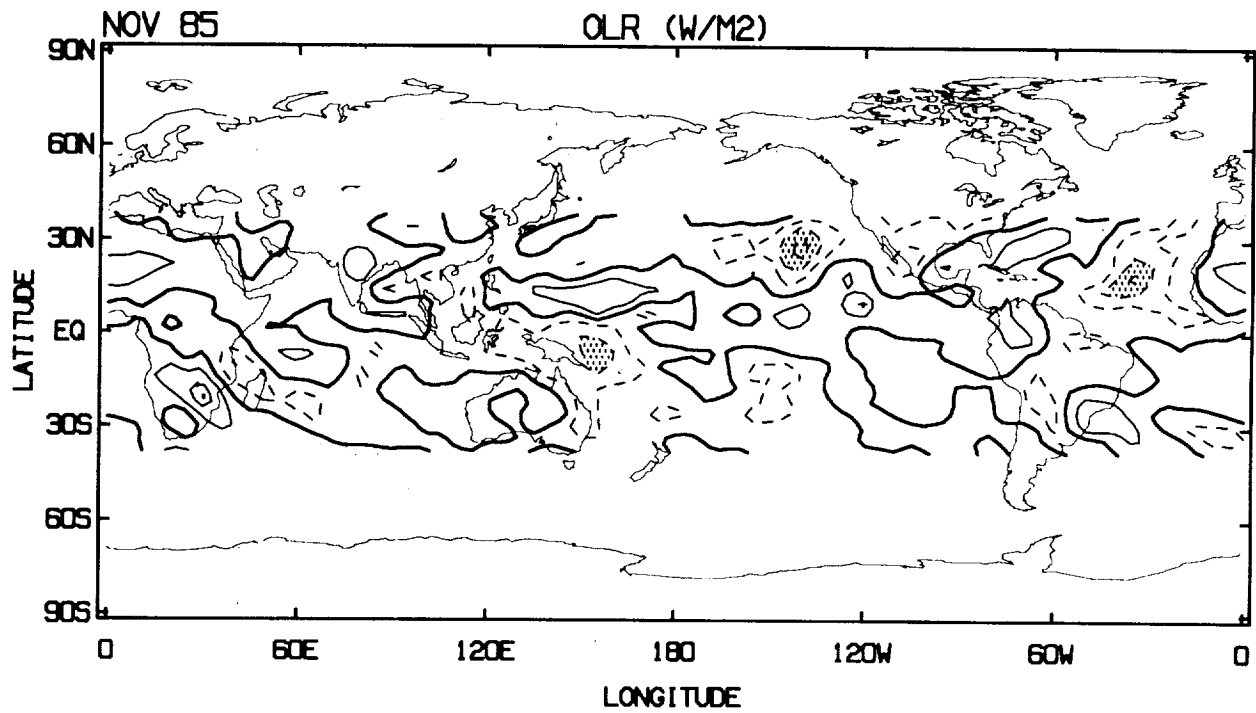 NOV 85 OLR (W/M2)
90N
60N
30N
EQ
30S
60S
90S
LATITUDE
0 60E 120E 180 120W 60W 0
LONGITUDE